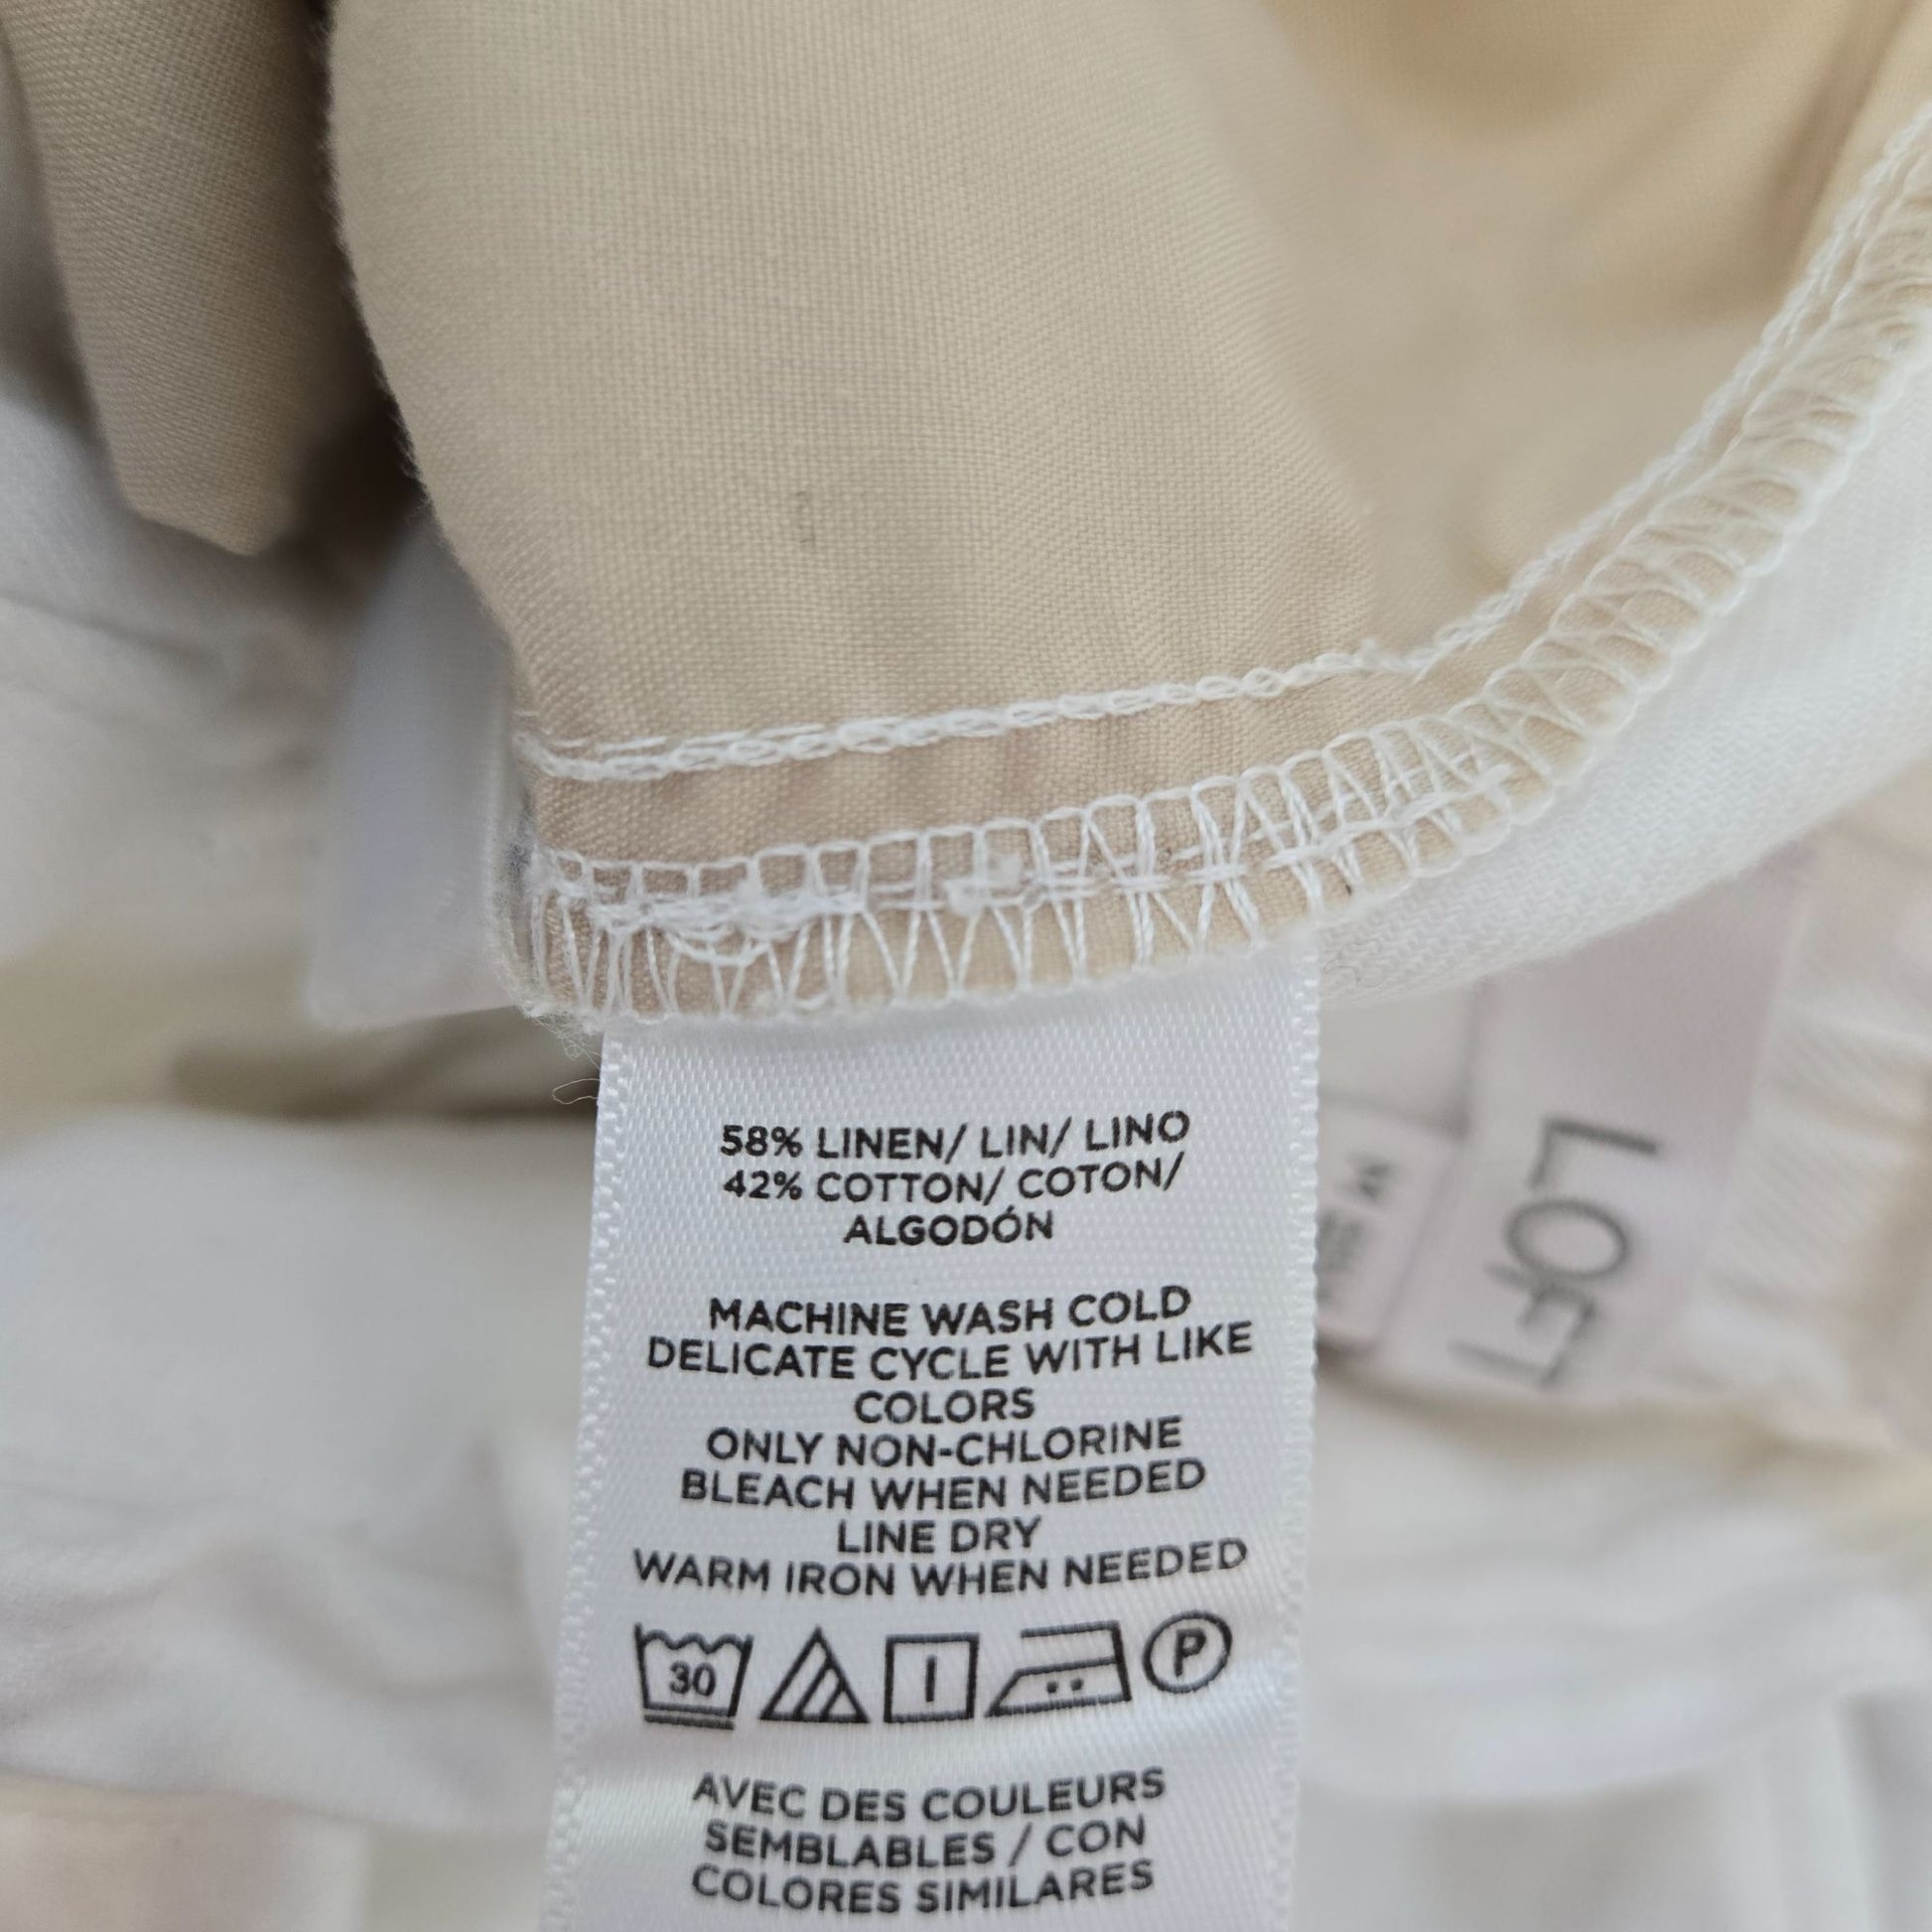 58% LINEN/ LIN/ LINO
42% COTTON/ COTON/
ALGODÓN
MACHINE WASH COLD
DELICATE CYCLE WITH LIKE
COLORS
ONLY NON-CHLORINE
BLEACH WHEN NEEDED
LINE DRY
WARM IRON WHEN NEEDED
30
P
AVEC DES COULEURS
SEMBLABLES / CON
COLORES SIMILARES
LOFT